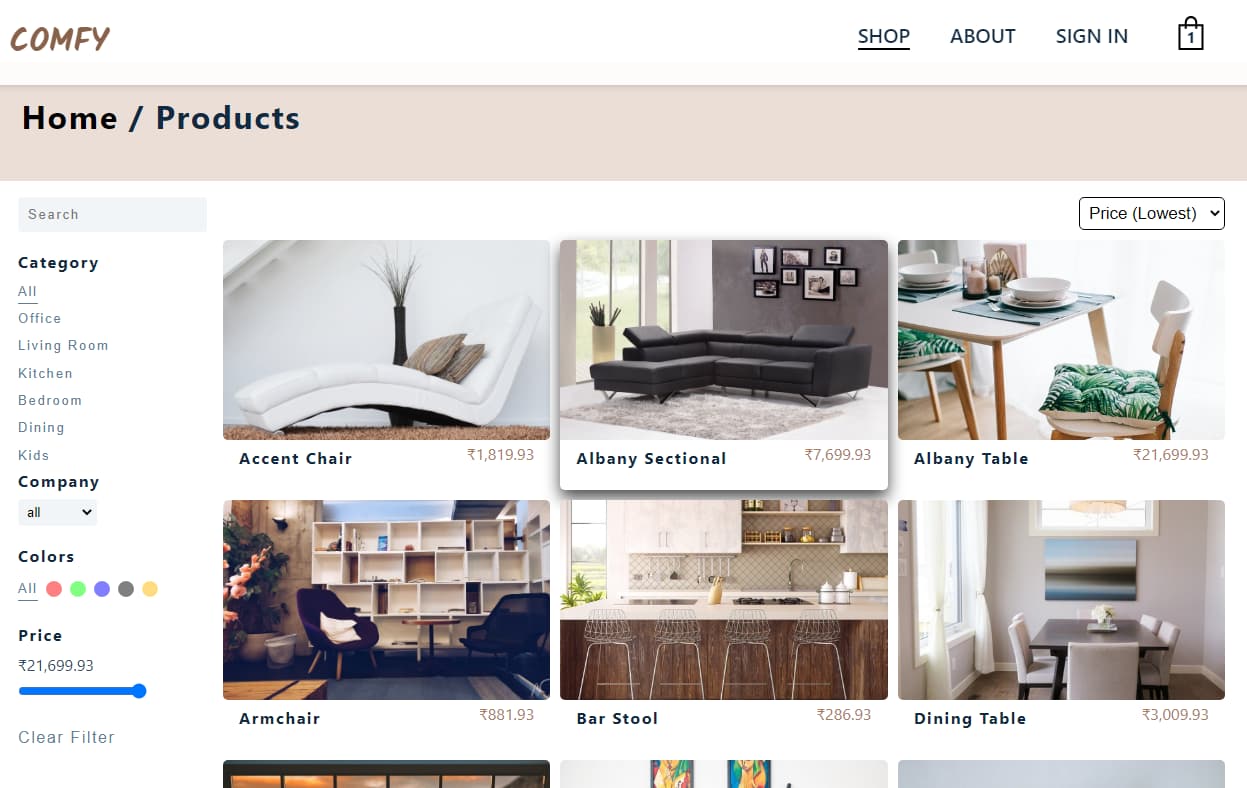 COMFY
SHOP ABOUT SIGN IN 1
Home / Products
Search
Price (Lowest)
Category
All
Office
Living Room
Kitchen
Bedroom
Dining
Kids
Company
all
Colors
All
Price
₹21,699.93
Clear Filter
Accent Chair ₹1,819.93
Albany Sectional ₹7,699.93
Albany Table ₹21,699.93
Armchair ₹881.93
Bar Stool ₹286.93
Dining Table ₹3,009.93